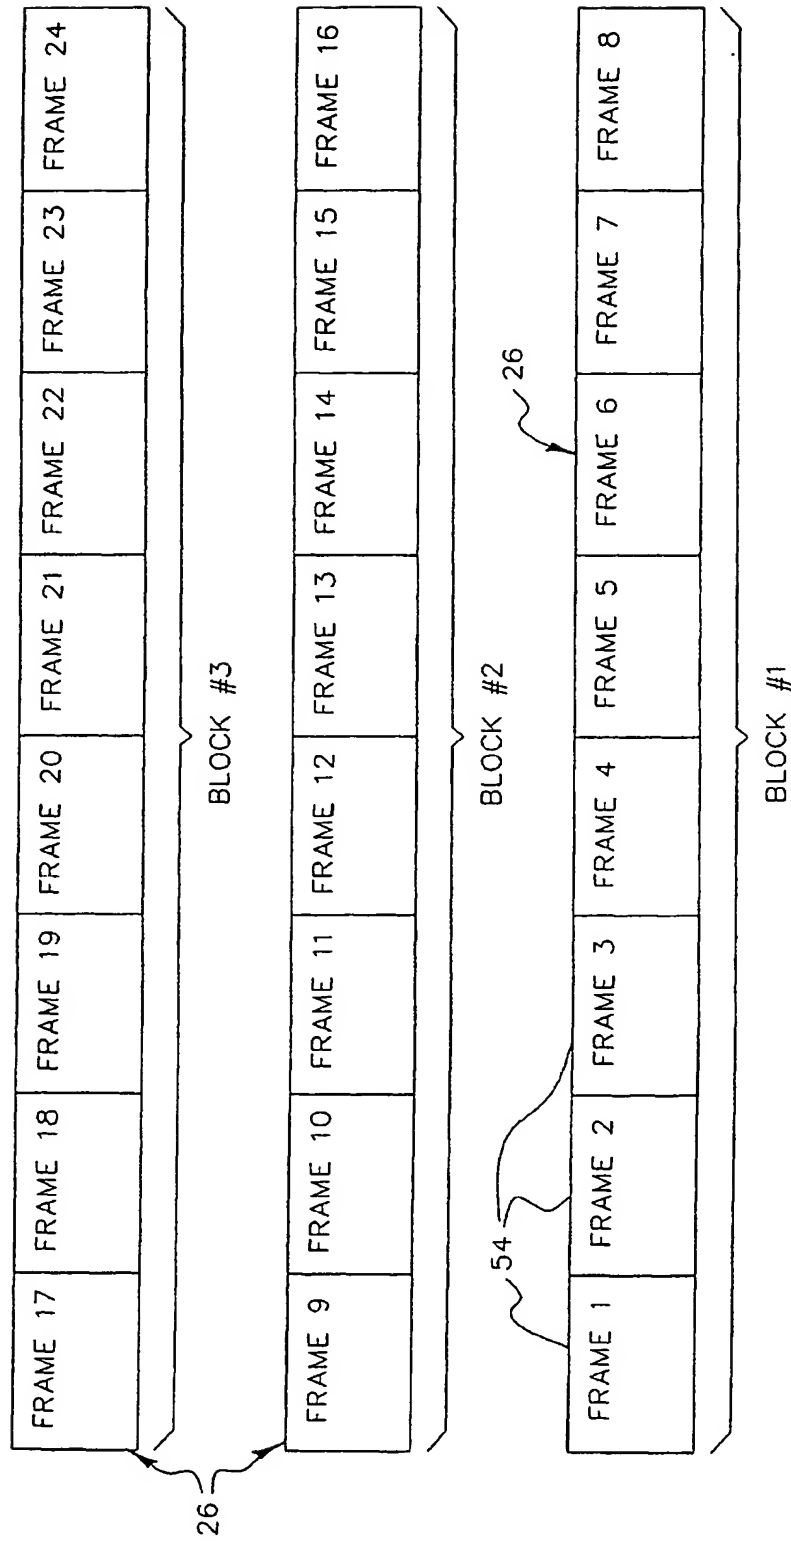 FRAME 17 FRAME 18 FRAME 19 FRAME 20 FRAME 21 FRAME 22 FRAME 23 FRAME 24
26
BLOCK #3
FRAME 9 FRAME 10 FRAME 11 FRAME 12 FRAME 13 FRAME 14 FRAME 15 FRAME 16
BLOCK #2
54
26
FRAME 1 FRAME 2 FRAME 3 FRAME 4 FRAME 5 FRAME 6 FRAME 7 FRAME 8
BLOCK #1